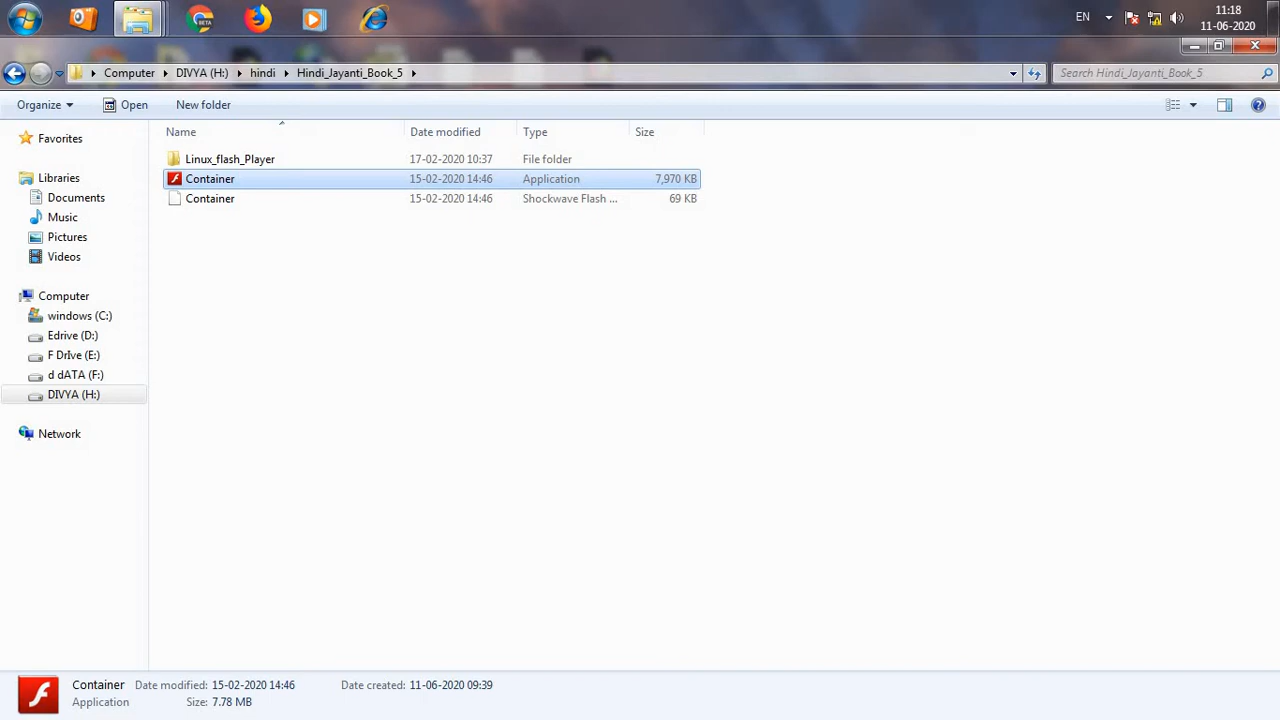 BETA
EN
11:18
11-06-2020
Computer
DIVYA (H:)
hindi
Hindi_Jayanti_Book_5
Search Hindi_Jayanti_Book_5
Organize
Open
New folder
Name
Date modified
Type
Size
Linux_flash_Player 17-02-2020 10:37 File folder
Container 15-02-2020 14:46 Application 7,970 KB
Container 15-02-2020 14:46 Shockwave Flash ... 69 KB
Favorites
Libraries
Documents
Music
Pictures
Videos
Computer
windows (C:)
Edrive (D:)
F DrIve (E:)
d dATA (F:)
DIVYA (H:)
Network
Container Date modified: 15-02-2020 14:46 Date created: 11-06-2020 09:39
Application Size: 7.78 MB